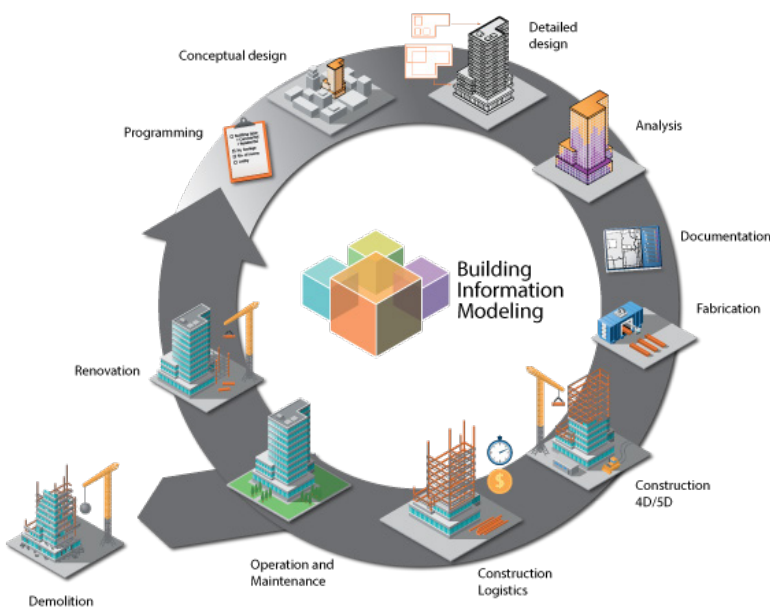 Detailed
design
Conceptual design
Programming
Analysis
Documentation
Building
Information
Modeling
Fabrication
Renovation
Construction
4D/5D
$
Operation and
Maintenance
Construction
Logistics
Demolition